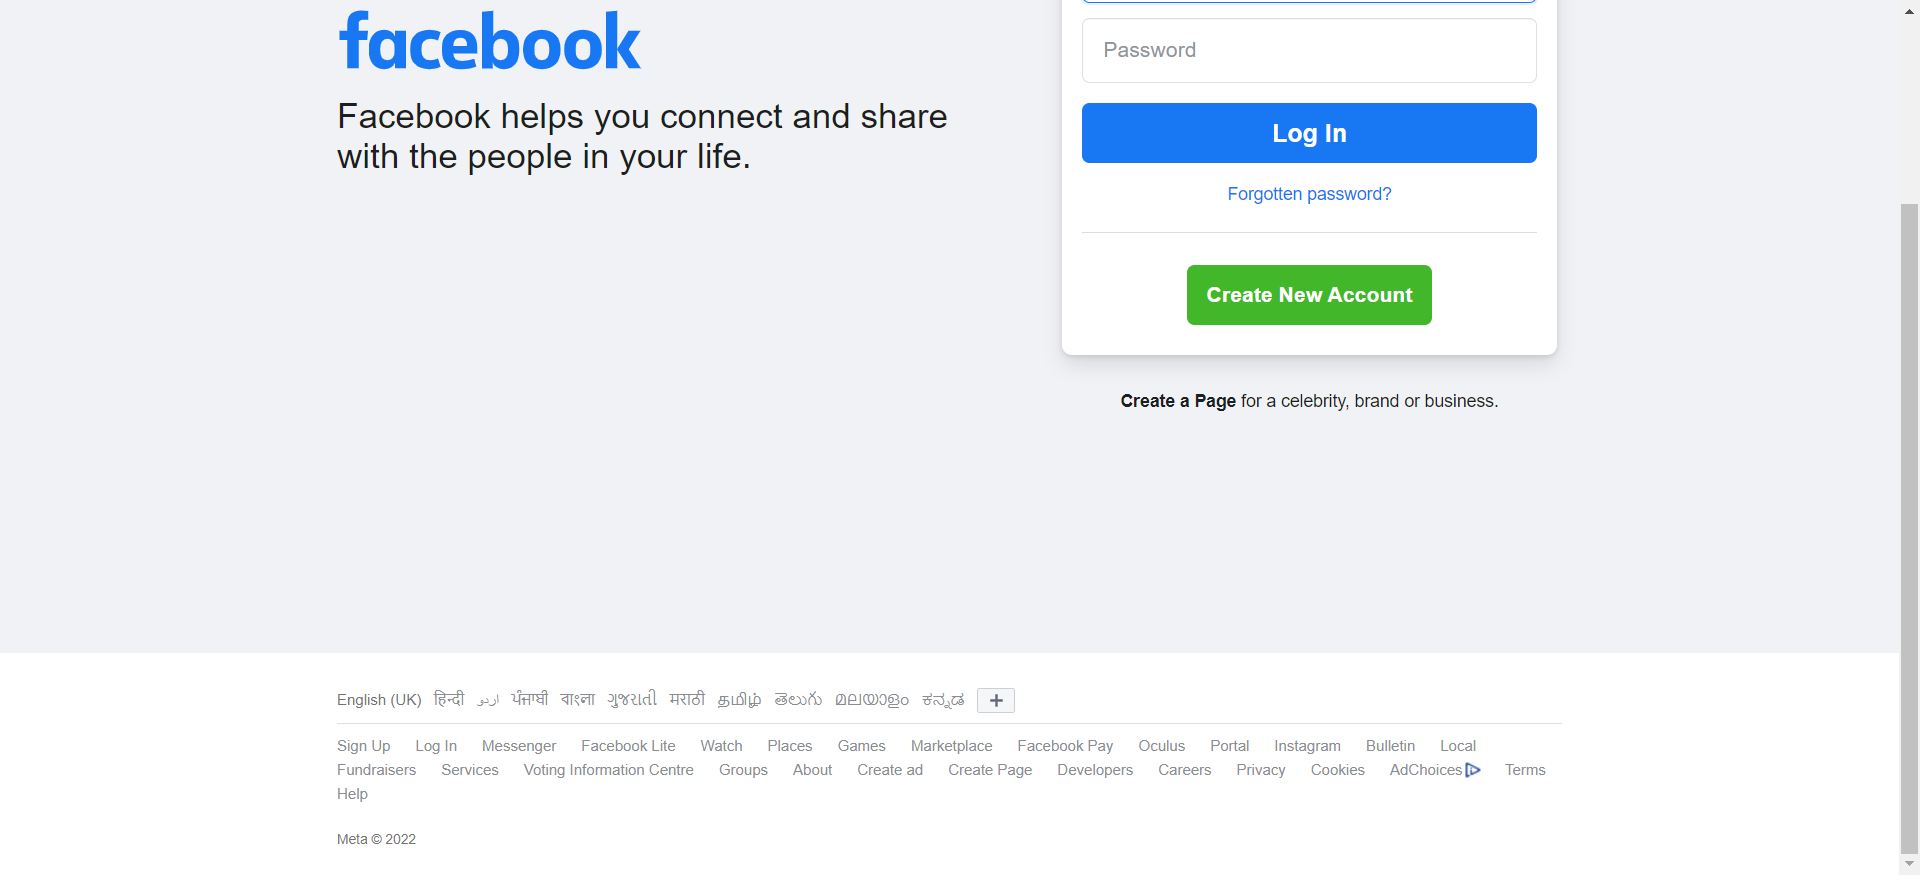 facebook
Facebook helps you connect and share
with the people in your life.
Password
Log In
Forgotten password?
Create New Account
Create a Page for a celebrity, brand or business.
English (UK) हिन्दी اردو ਪੰਜਾਬੀ বাংলা ગુજરાતી मराठी தமிழ் తెలుగు മലയാളം ಕನ್ನಡ +
Sign Up Log In Messenger Facebook Lite Watch Places Games Marketplace Facebook Pay Oculus Portal Instagram Bulletin Local
Fundraisers Services Voting Information Centre Groups About Create ad Create Page Developers Careers Privacy Cookies AdChoices Terms
Help
Meta © 2022